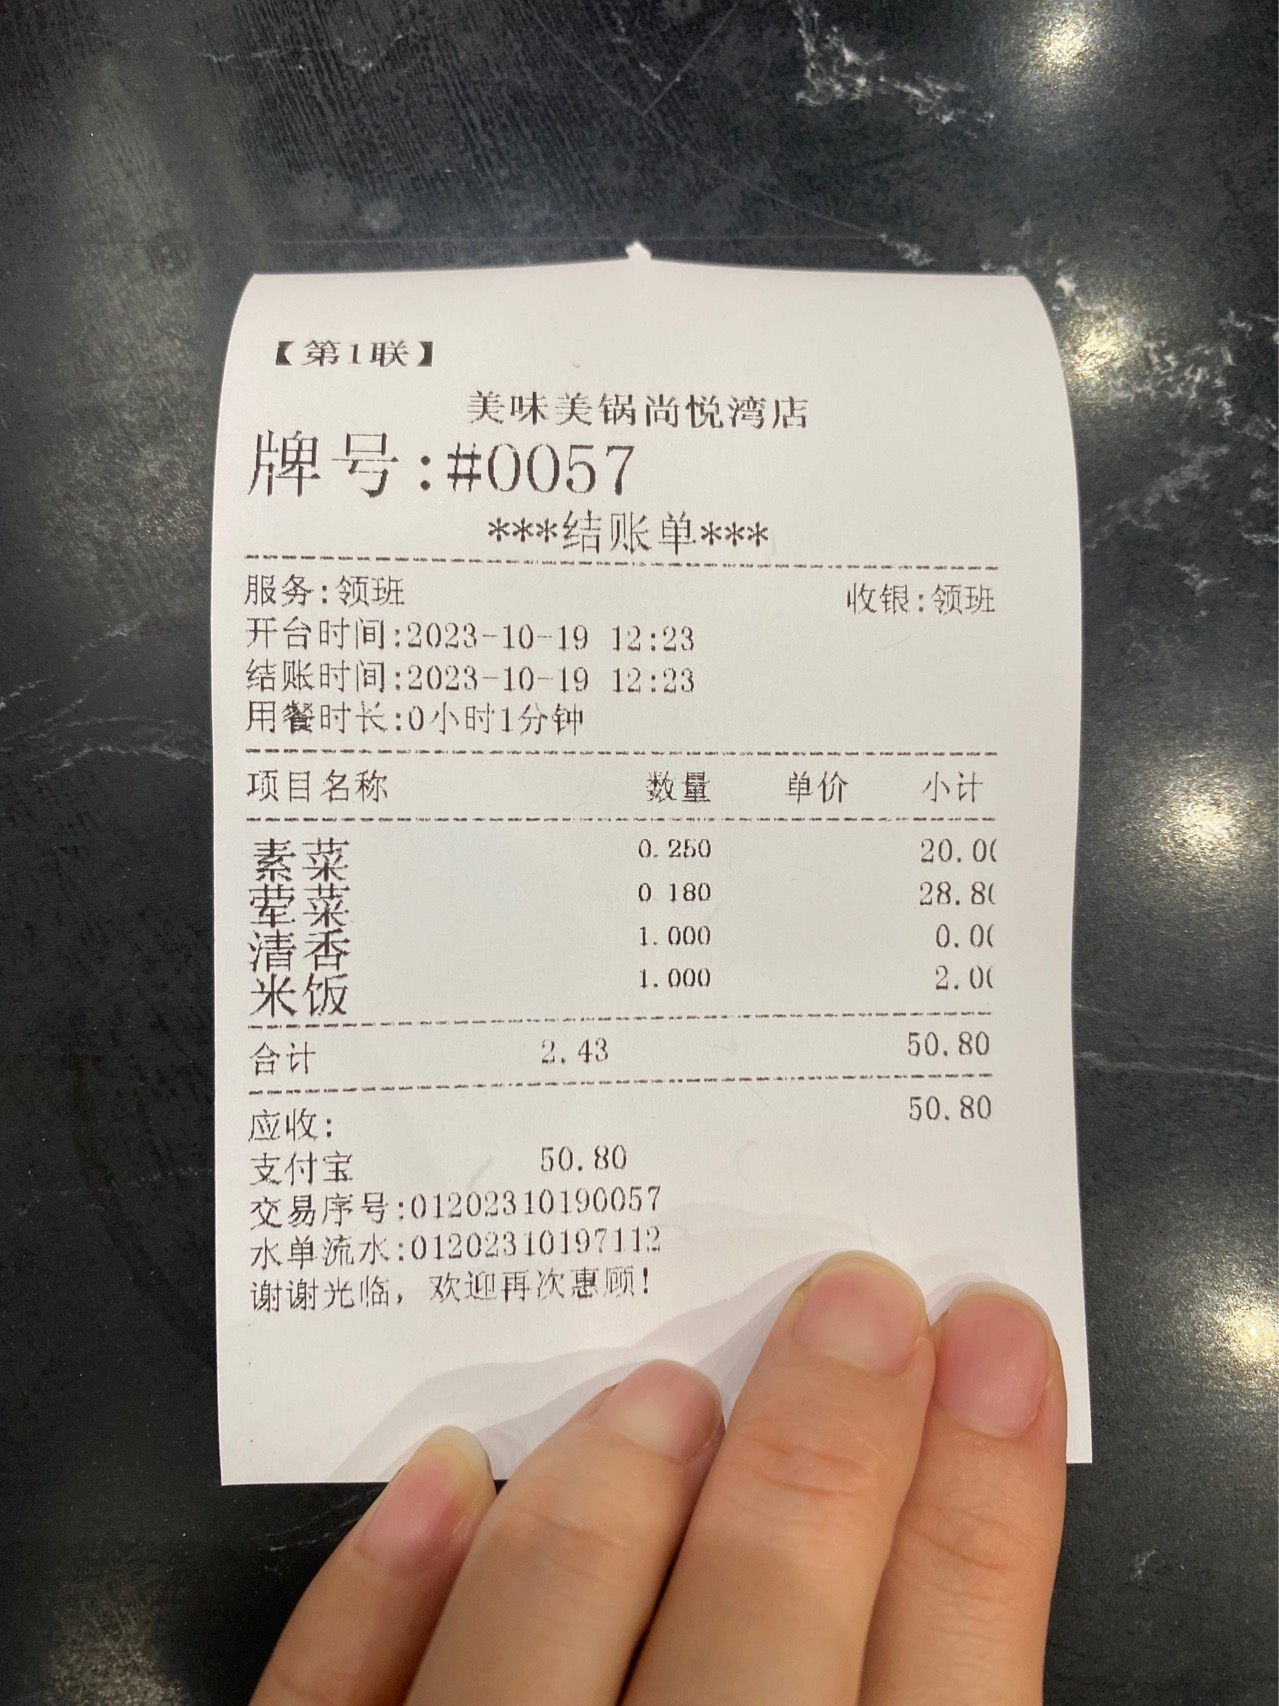 【第1联】
美味美锅尚悦湾店
牌号:#0057
***结账单***
服务:领班 收银:领班
开台时间:2023-10-19 12:23
结账时间:2023-10-19 12:23
用餐时长:0小时1分钟
项目名称 数量 单价 小计
素菜 0.250 20.0(
荤菜 0.180 28.8(
清香 1.000 0.0(
米饭 1.000 2.0(
合计 2.43 50.80
应收: 50.80
支付宝 50.80
交易序号:01202310190057
水单流水:01202310197112
谢谢光临，欢迎再次惠顾!